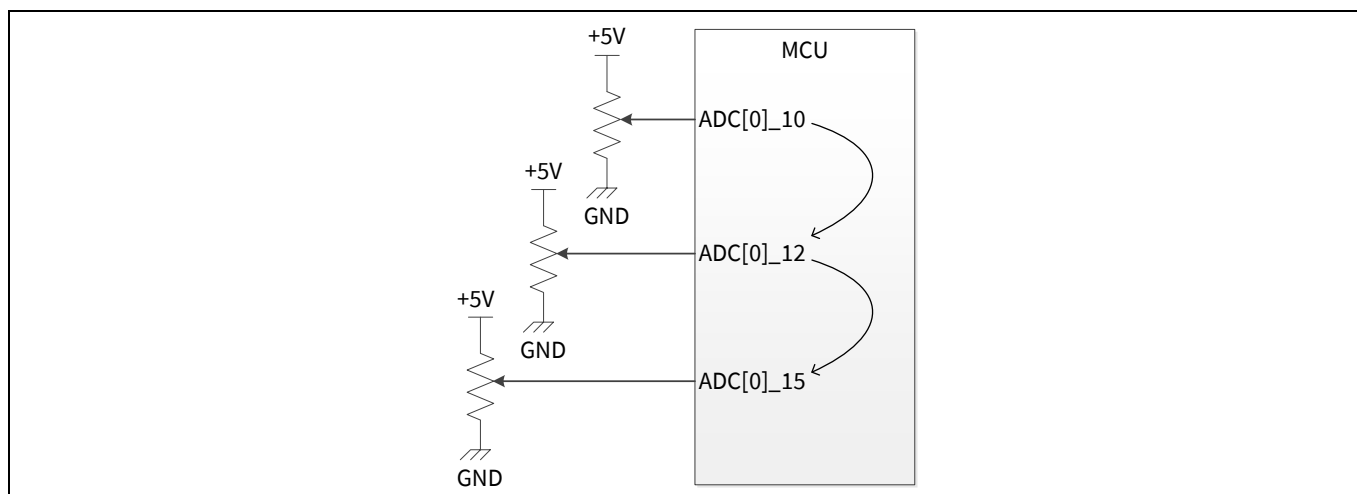 +5V
MCU
ADC[0]_10
GND
+5V
ADC[0]_12
GND
+5V
ADC[0]_15
GND